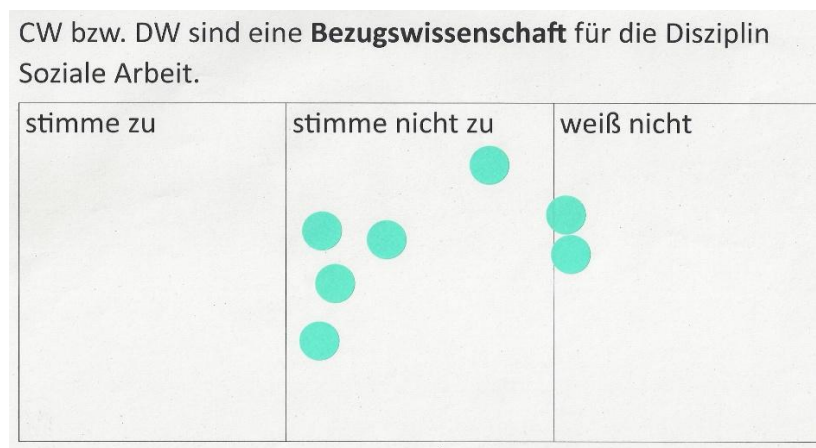 CW bzw. DW sind eine Bezugswissenschaft für die Disziplin
Soziale Arbeit.
stimme zu
stimme nicht zu
weiß nicht